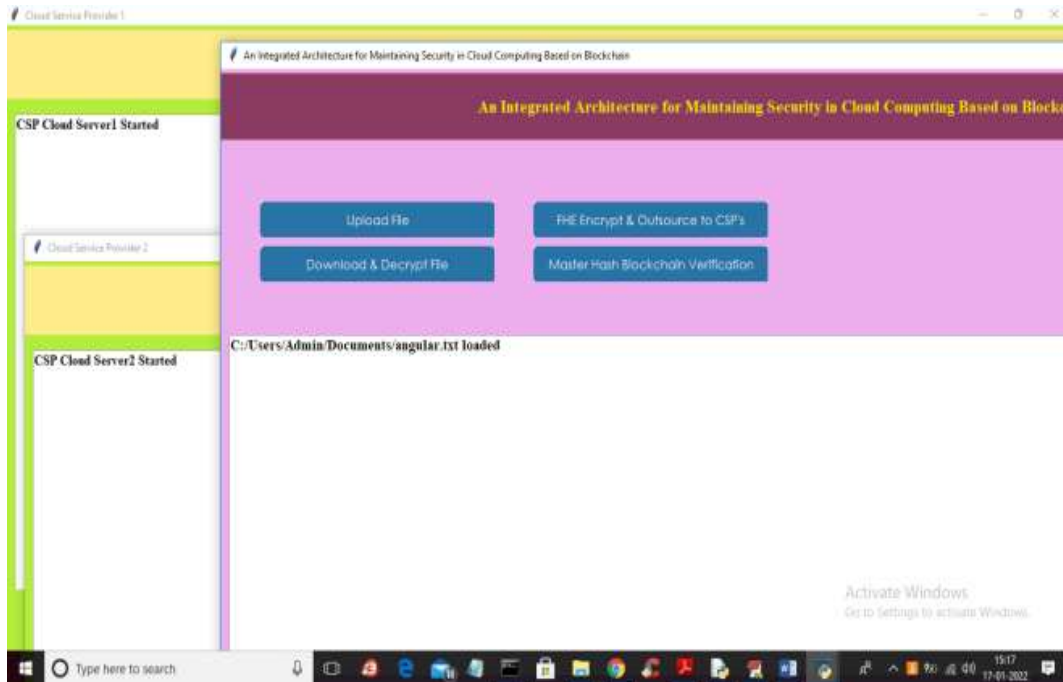 Cloud Service Provider 1
An Integrated Architecture for Maintaining Security in Cloud Computing Based on Blockchain
An Integrated Architecture for Maintaining Security in Cloud Computing Based on Blockc
CSP Cloud Server1 Started
Upload File
FHE Encrypt & Outsource to CSP's
Cloud Service Provider 2
Download & Decrypt File
Master Hash Blockchain Verification
C:/Users/Admin/Documents/angular.txt loaded
CSP Cloud Server2 Started
Activate Windows
Go to Settings to activate Windows.
Type here to search
15:17
17-01-2022